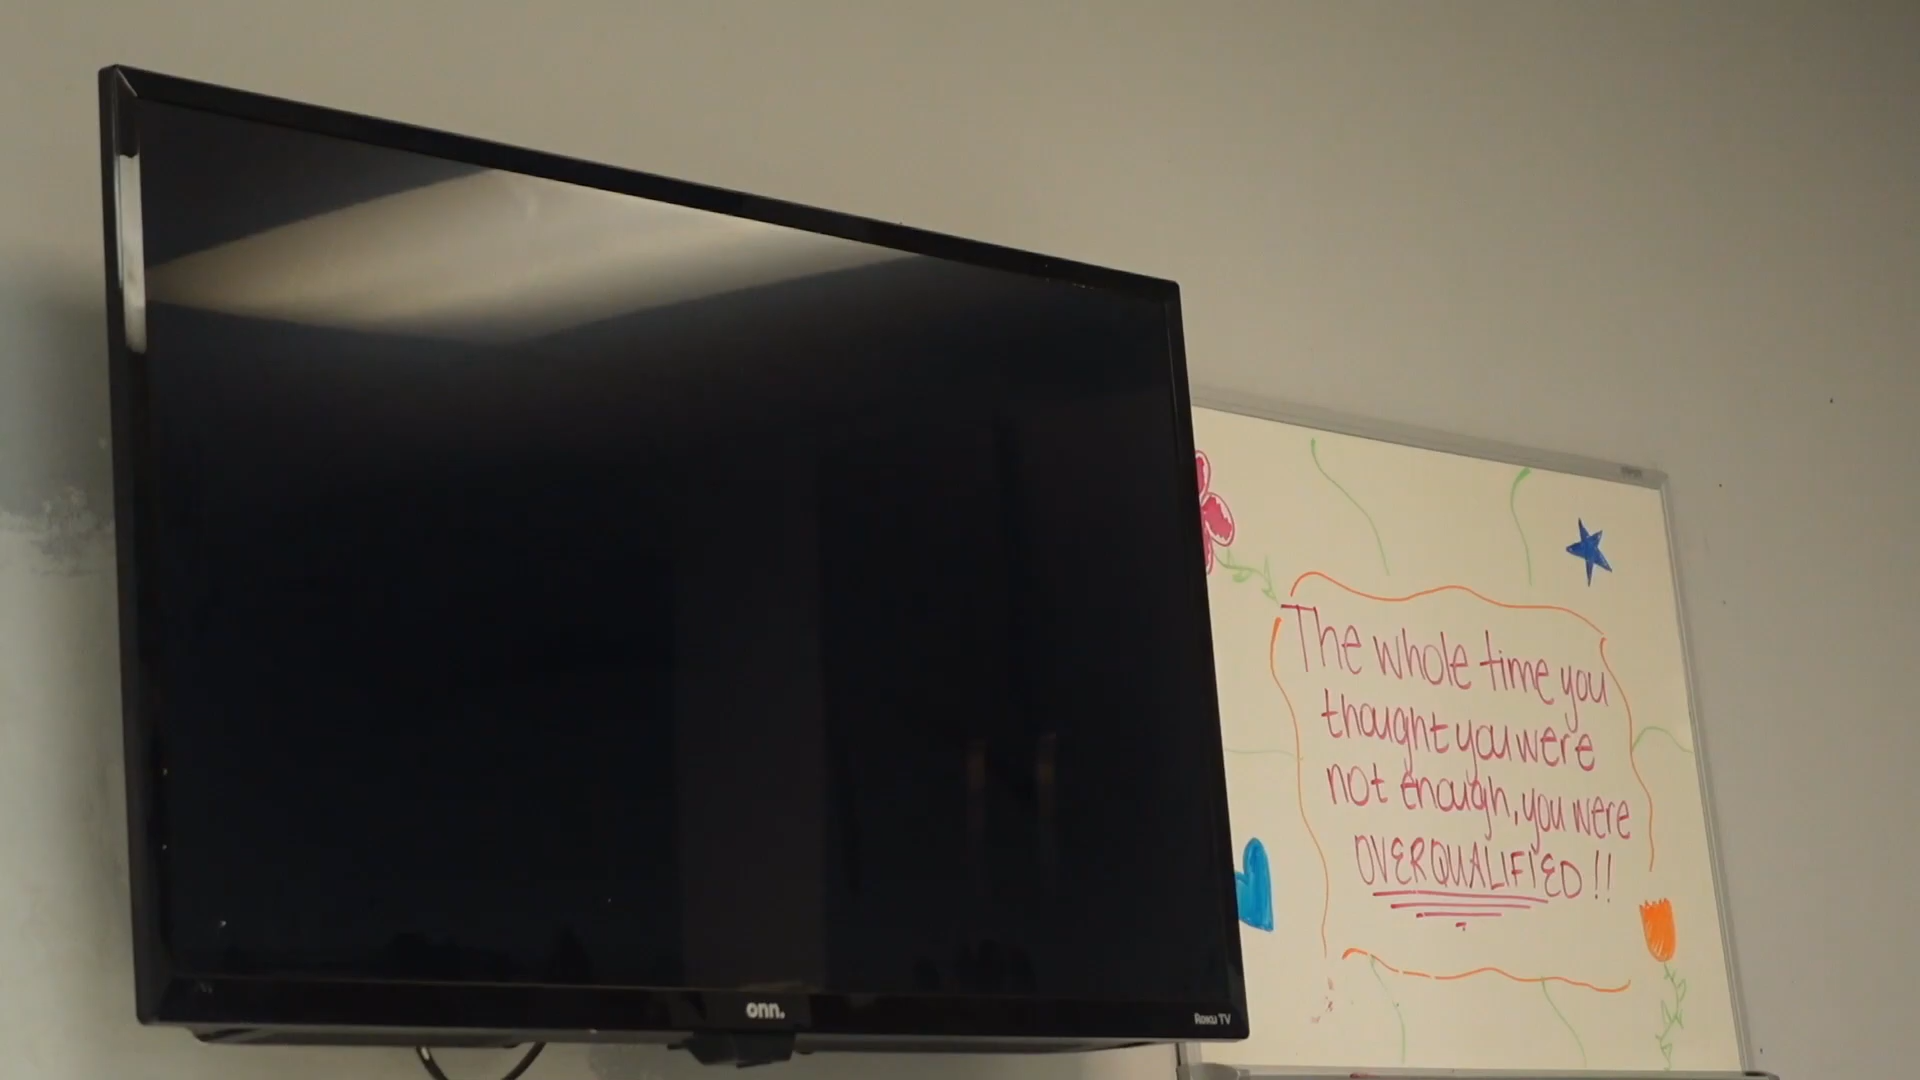 The whole time you
thought you were
not enough, you were
OVERQUALIFIED!!
onn.
Roku TV